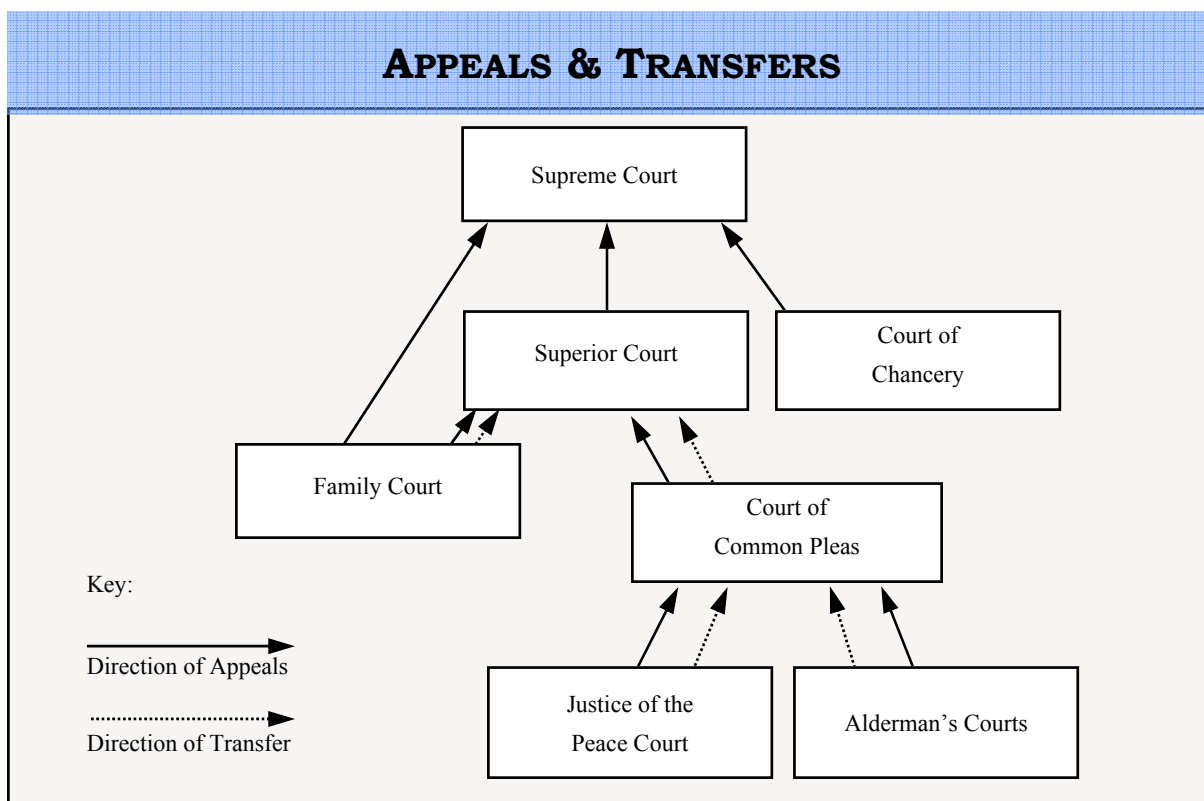 APPEALS & TRANSFERS
Supreme Court
Superior Court
Court of
Chancery
Family Court
Court of
Common Pleas
Key:
Direction of Appeals
Direction of Transfer
Justice of the
Peace Court
Alderman’s Courts